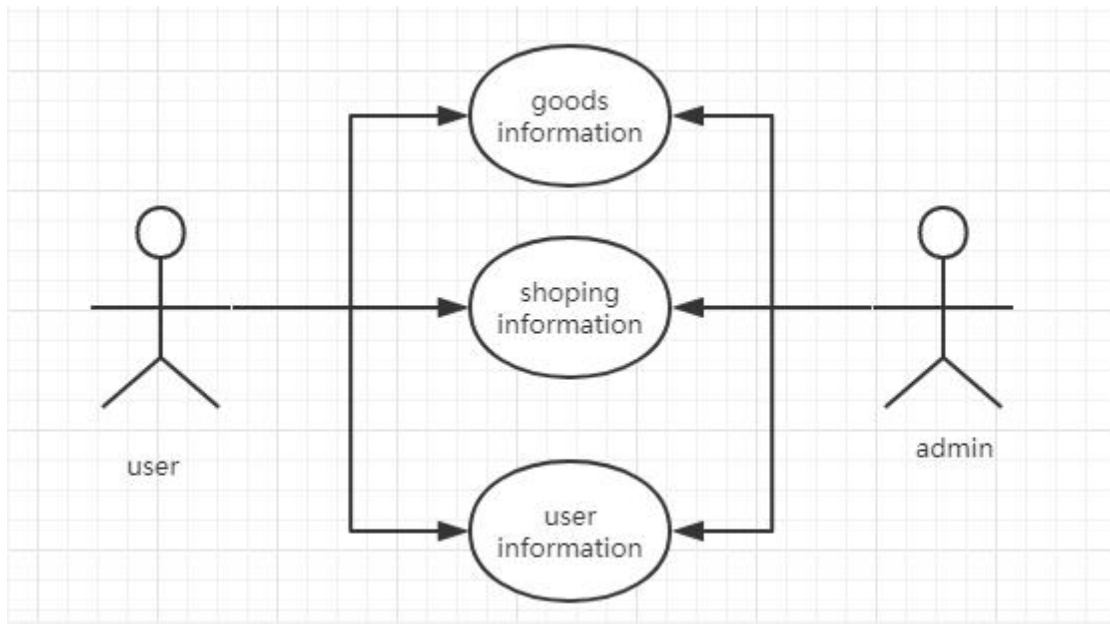 goods
information
shoping
information
user
admin
user
information